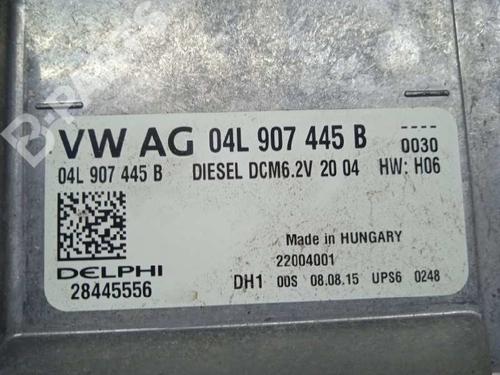 VW AG 04L 907 445 B
----
0030
04L 907 445 B DIESEL DCM6.2V 20 04 HW: H06
Made in HUNGARY
22004001
DELPHI
28445556
DH1 00S 08.08.15 UPS6 0248